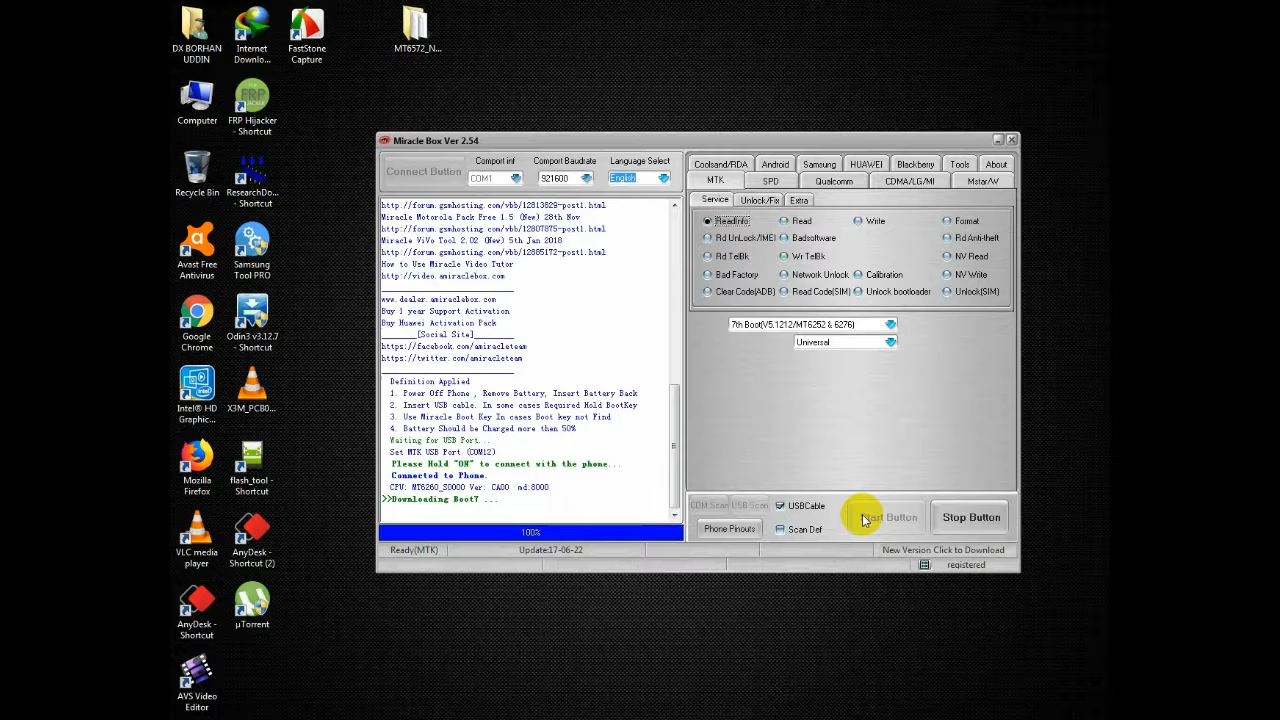 DX BORHAN
UDDIN
Internet
Downlo...
FastStone
Capture
MT6572_N...
Computer
FRP Hijacker
- Shortcut
Recycle Bin
ResearchDo...
- Shortcut
Avast Free
Antivirus
Samsung
Tool PRO
Google
Chrome
Odin3 v3.12.7
- Shortcut
Intel® HD
Graphic...
X3M_PCB0...
Mozilla
Firefox
flash_tool -
Shortcut
VLC media
player
AnyDesk -
Shortcut (2)
AnyDesk -
Shortcut
µTorrent
AVS Video
Editor
Miracle Box Ver 2.54
Connect Button
Comport inf
Comport Baudrate
Language Select
COM1
921600
English
http://forum.gsmhosting.com/vbb/12813829-post1.html
Miracle Motorola Pack Free 1.5 (New) 28th Nov
http://forum.gsmhosting.com/vbb/12807875-post1.html
Miracle ViVo Tool 2.02 (New) 5th Jan 2018
http://forum.gsmhosting.com/vbb/12885172-post1.html
How to Use Miracle Video Tutor
http://video.amiraclebox.com
www.dealer.amiraclebox.com
Buy 1 year Support Activation
Buy Huawei Activation Pack
______[Social Site]________
https://facebook.com/amiracleteam
https://twitter.com/amiracleteam
Definition Applied
1. Power Off Phone , Remove Battery, Insert Battery Back
2. Insert USB cable. In some cases Required Hold BootKey
3. Use Miracle Boot Key In cases Boot key not Find
4. Battery Should be Charged more then 50%
Waiting for USB Port...
Set MTK USB Port (COM12)
Please Hold "ON" to connect with the phone...
Connected to Phone.
CPU: MT6260_S0000 Ver: CA00 md:8000
>>Downloading Boot7 ...
100%
Coolsand/RDA Android Samsung HUAWEI Blackberry Tools About
MTK SPD Qualcomm CDMA/LG/MI Mstar/W
Service Unlock/Fix Extra
ReadInfo Read Write Format
Rd UnLock/IMEI Badsoftware Rd Anti-theft
Rd TelBk Wr TelBk NV Read
Bad Factory Network Unlock Calibration NV Write
Clear Code(ADB) Read Code(SIM) Unlock bootloader Unlock(SIM)
7th Boot(V5.1212/MT6252 & 6276)
Universal
COM Scan USB Scan USBCable
Start Button Stop Button
Phone Pinouts Scan Def
Ready(MTK) Update:17-06-22 New Version Click to Download
registered